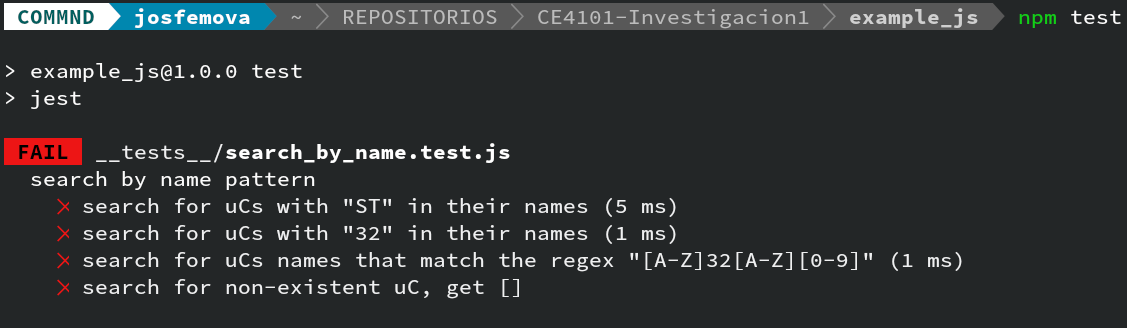 COMMND josfemova ~ REPOSITORIOS CE4101-Investigacion1 example_js npm test
> example_js@1.0.0 test
> jest
FAIL __tests__/search_by_name.test.js
search by name pattern
✕ search for uCs with "ST" in their names (5 ms)
✕ search for uCs with "32" in their names (1 ms)
✕ search for uCs names that match the regex "[A-Z]32[A-Z][0-9]" (1 ms)
✕ search for non-existent uC, get []